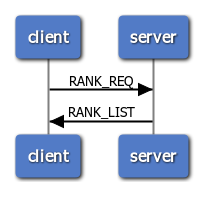 client server
RANK_REQ
RANK_LIST
client server